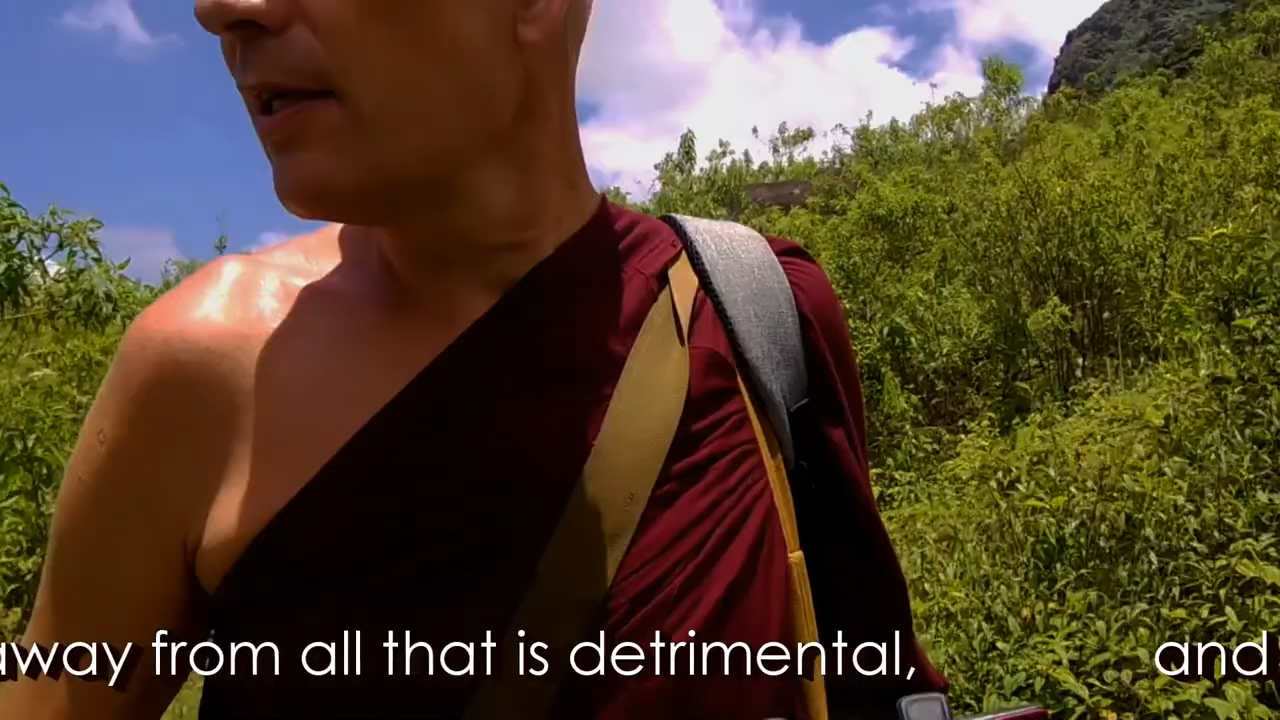 away from all that is detrimental, and